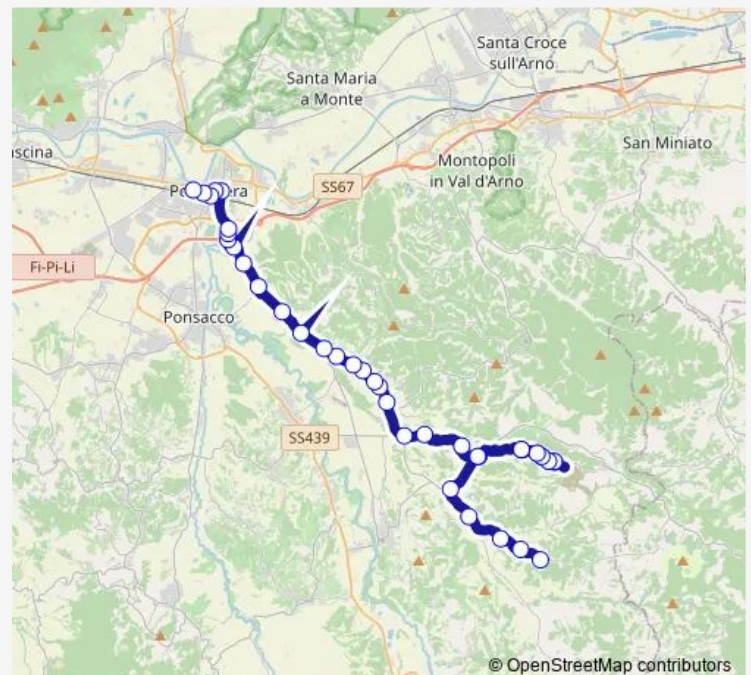 Santa Croce
sull'Arno
Santa Maria
a Monte
San Miniato
ascina
Montopoli
in Val d'Arno
SS67
Fi-Pi-Li
Ponsacco
SS439
© OpenStreetMap contributors